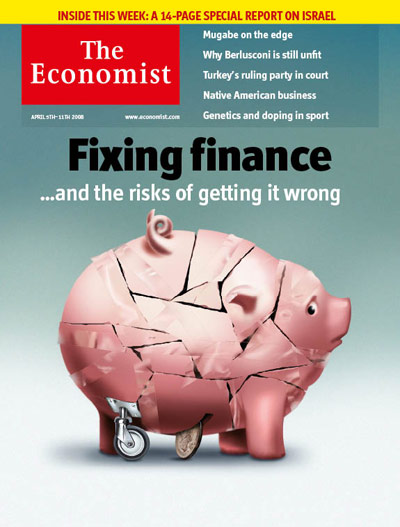 INSIDE THIS WEEK: A 14-PAGE SPECIAL REPORT ON ISRAEL
The
Economist
APRIL 5TH-11TH 2008
www.economist.com
Mugabe on the edge
Why Berlusconi is still unfit
Turkey's ruling party in court
Native American business
Genetics and doping in sport
Fixing finance
...and the risks of getting it wrong